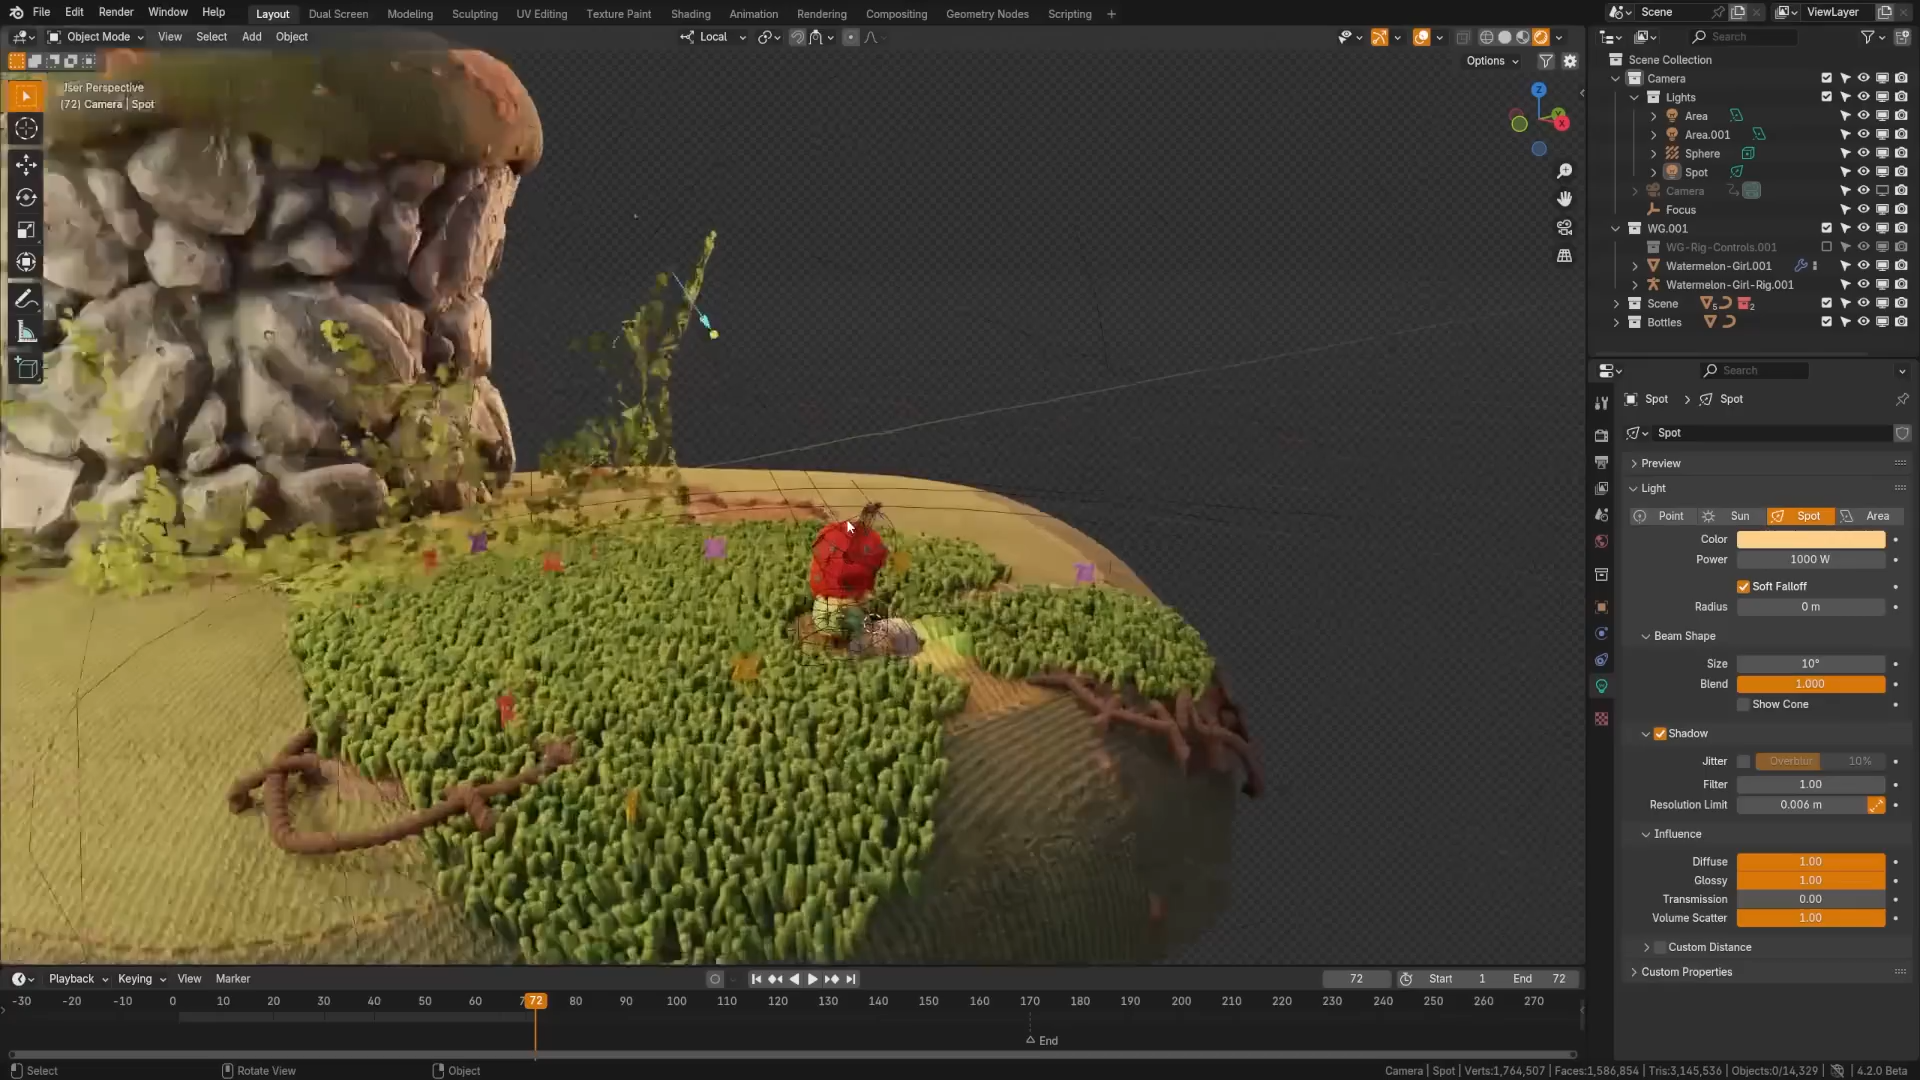 File Edit Render Window Help Layout Dual Screen Modeling Sculpting UV Editing Texture Paint Shading Animation Rendering Compositing Geometry Nodes Scripting + Scene ViewLayer
Object Mode View Select Add Object Local Search
Options
User Perspective
(72) Camera | Spot
Z
X
Scene Collection
Camera
Lights
Area
Area.001
Sphere
Spot
Camera
Focus
WG.001
WG-Rig-Controls.001
Watermelon-Girl.001
Watermelon-Girl-Rig.001
Scene 5 2
Bottles
Search
Spot > Spot
Spot
Preview
Light
Point Sun Spot Area
Color
Power 1000 W
Soft Falloff
Radius 0 m
Beam Shape
Size 10°
Blend 1.000
Show Cone
Shadow
Jitter Overblur 10%
Filter 1.00
Resolution Limit 0.006 m
Influence
Diffuse 1.00
Glossy 1.00
Transmission 0.00
Volume Scatter 1.00
Custom Distance
Custom Properties
Playback Keying View Marker 72 Start 1 End 72
-30 -20 -10 0 10 20 30 40 50 60 72 80 90 100 110 120 130 140 150 160 170 180 190 200 210 220 230 240 250 260 270
End
Select Rotate View Object Camera | Spot | Verts:1,764,507 | Faces:1,586,854 | Tris:3,145,536 | Objects:0/14,329 | 4.2.0 Beta